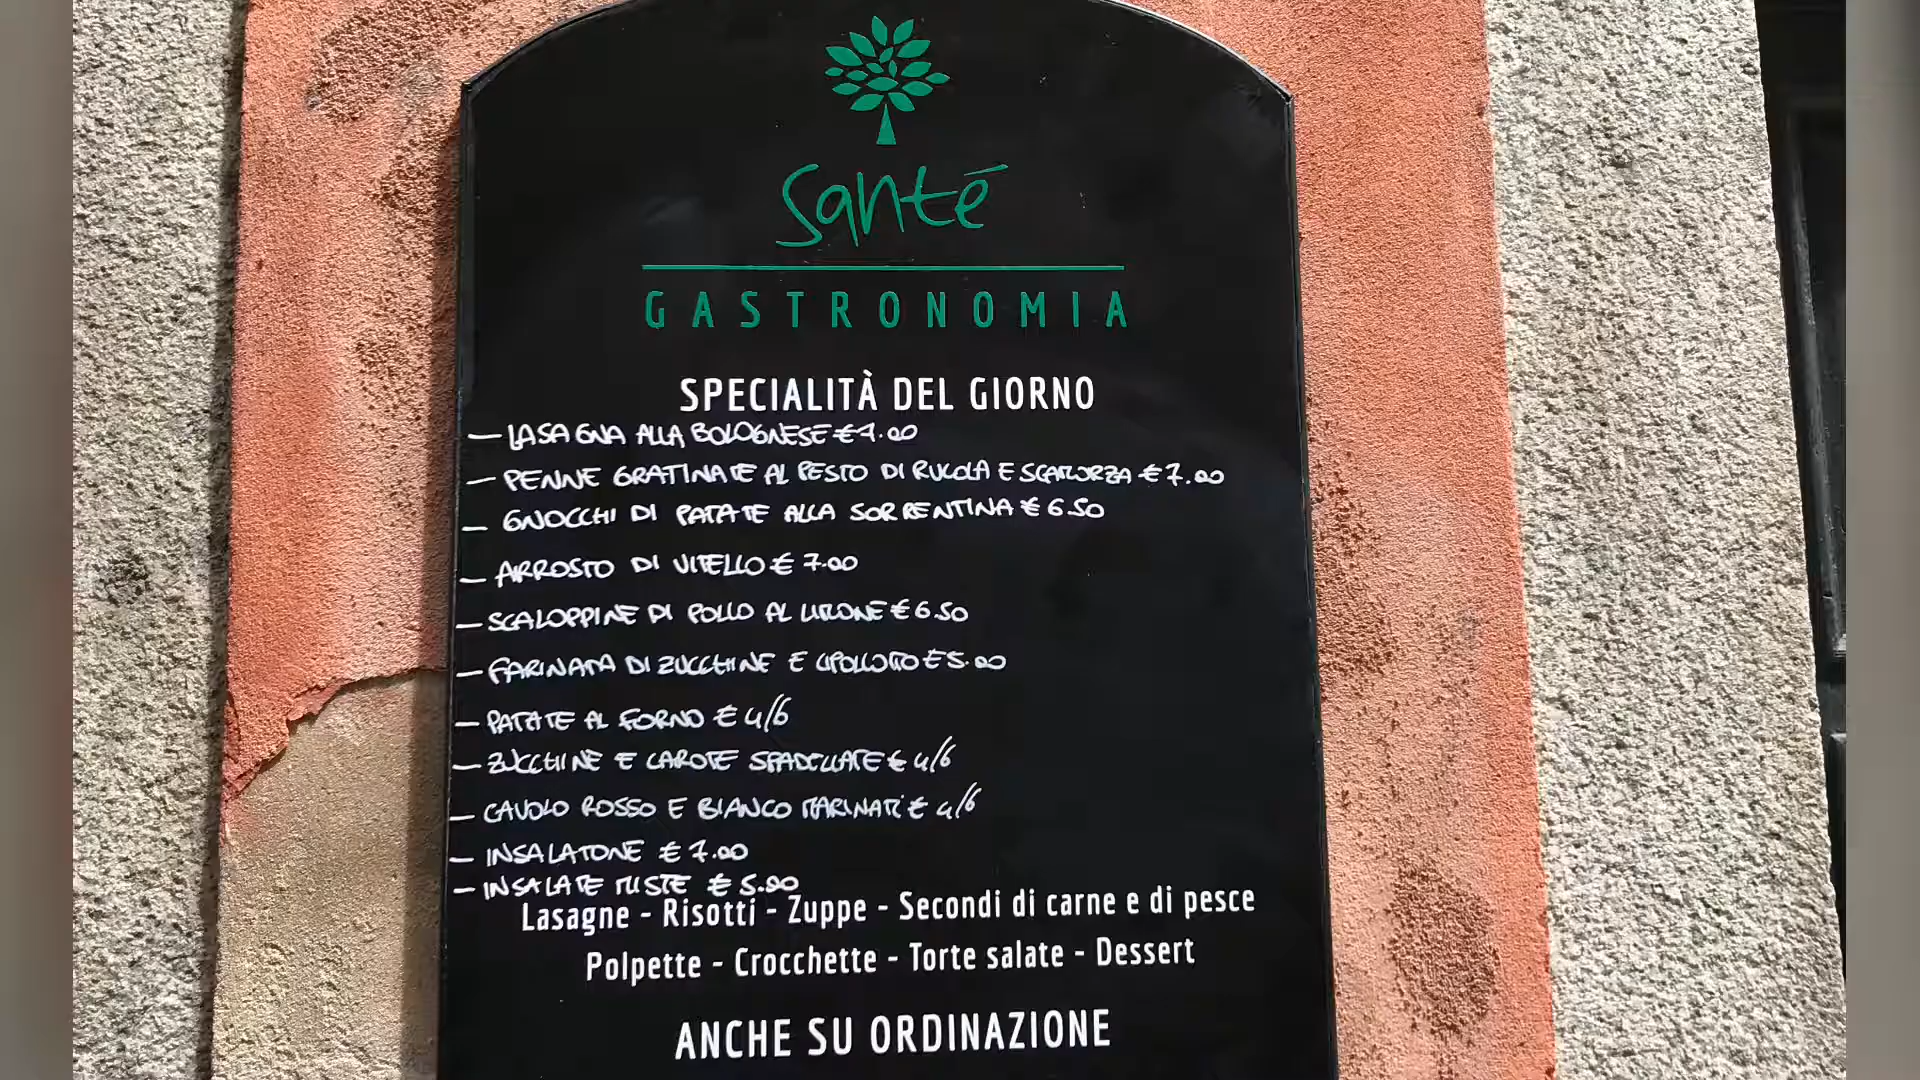 Santé
GASTRONOMIA
SPECIALITÀ DEL GIORNO
— LASAGNA ALLA BOLOGNESE € 7.00
— PENNE GRATINATE AL PESTO DI RUCOLA E SCAMORZA € 7.00
— GNOCCHI DI PATATE ALLA SORRENTINA € 6.50
— ARROSTO DI VITELLO € 7.00
— SCALOPPINE DI POLLO AL LIMONE € 6.50
— FARINATA DI ZUCCHINE E CIPOLLOTTO € 5.00
— PATATE AL FORNO € 4/6
— ZUCCHINE E CAROTE SPADELLATE € 4/6
— CAVOLO ROSSO E BIANCO MARINATI € 4/6
— INSALATONE € 7.00
— INSALATE MISTE € 5.00
Lasagne - Risotti - Zuppe - Secondi di carne e di pesce
Polpette - Crocchette - Torte salate - Dessert
ANCHE SU ORDINAZIONE